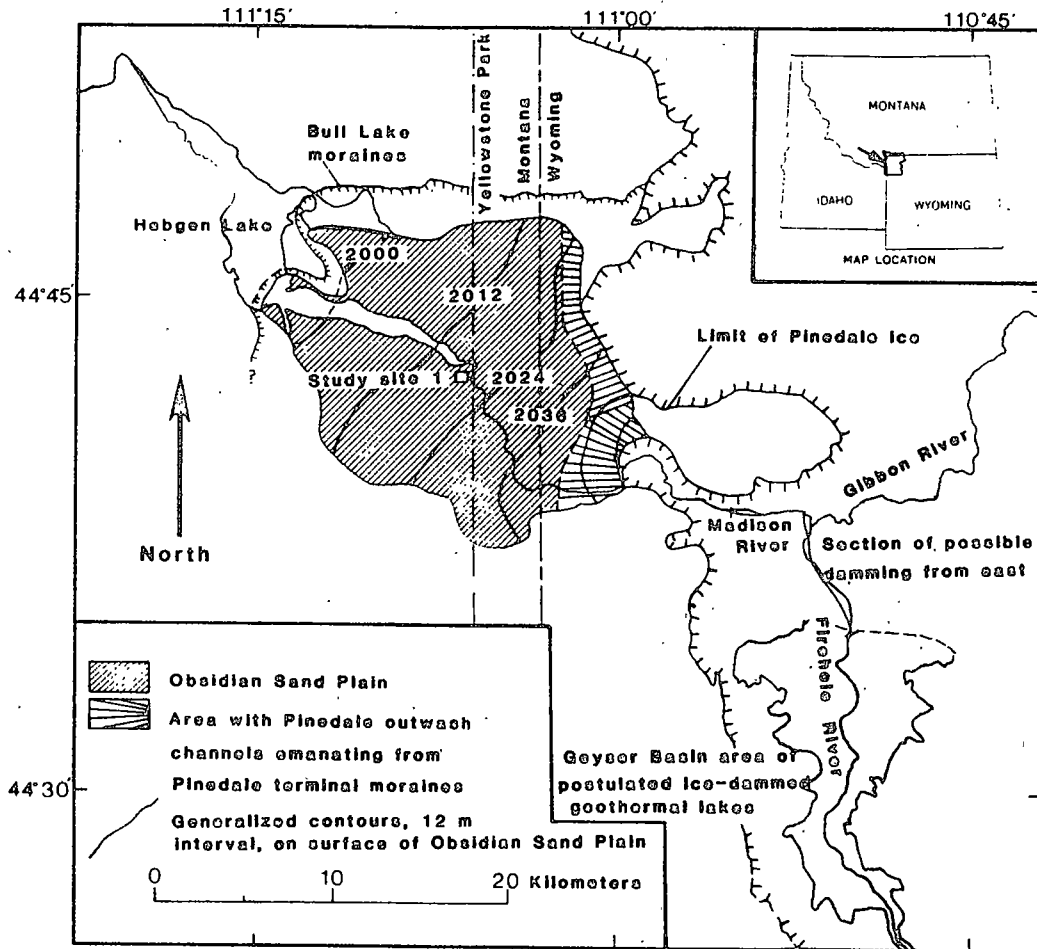 111°15′
111°00′
110°45′
Yellowstone Park
Montana
Wyoming
Bull Lake
moraines
MONTANA
IDAHO
WYOMING
MAP LOCATION
Hebgen Lake
2000
44°45′
2012
Limit of Pinedale Ice
?
Study site 1
2024
2036
Gibbon River
North
Madison
River
Section of possible
damming from east
Firehole River
Obsidian Sand Plain
Area with Pinedale outwash
channels emanating from
Pinedale terminal moraines
Generalized contours, 12 m
interval, on surface of Obsidian Sand Plain
Geyser Basin area of
postulated ice-dammed
geothermal lakes
44°30′
0
10
20
Kilometers